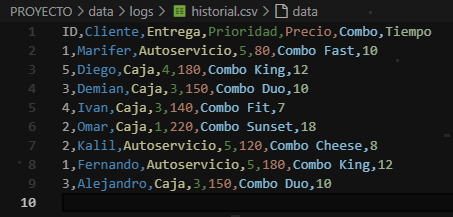 PROYECTO > data > logs > historial.csv > data
1 ID,Cliente,Entrega,Prioridad,Precio,Combo,Tiempo
2 1,Marifer,Autoservicio,5,80,Combo Fast,10
3 5,Diego,Caja,4,180,Combo King,12
4 3,Demian,Caja,3,150,Combo Duo,10
5 4,Ivan,Caja,3,140,Combo Fit,7
6 2,Omar,Caja,1,220,Combo Sunset,18
7 2,Kalil,Autoservicio,5,120,Combo Cheese,8
8 1,Fernando,Autoservicio,5,180,Combo King,12
9 3,Alejandro,Caja,3,150,Combo Duo,10
10